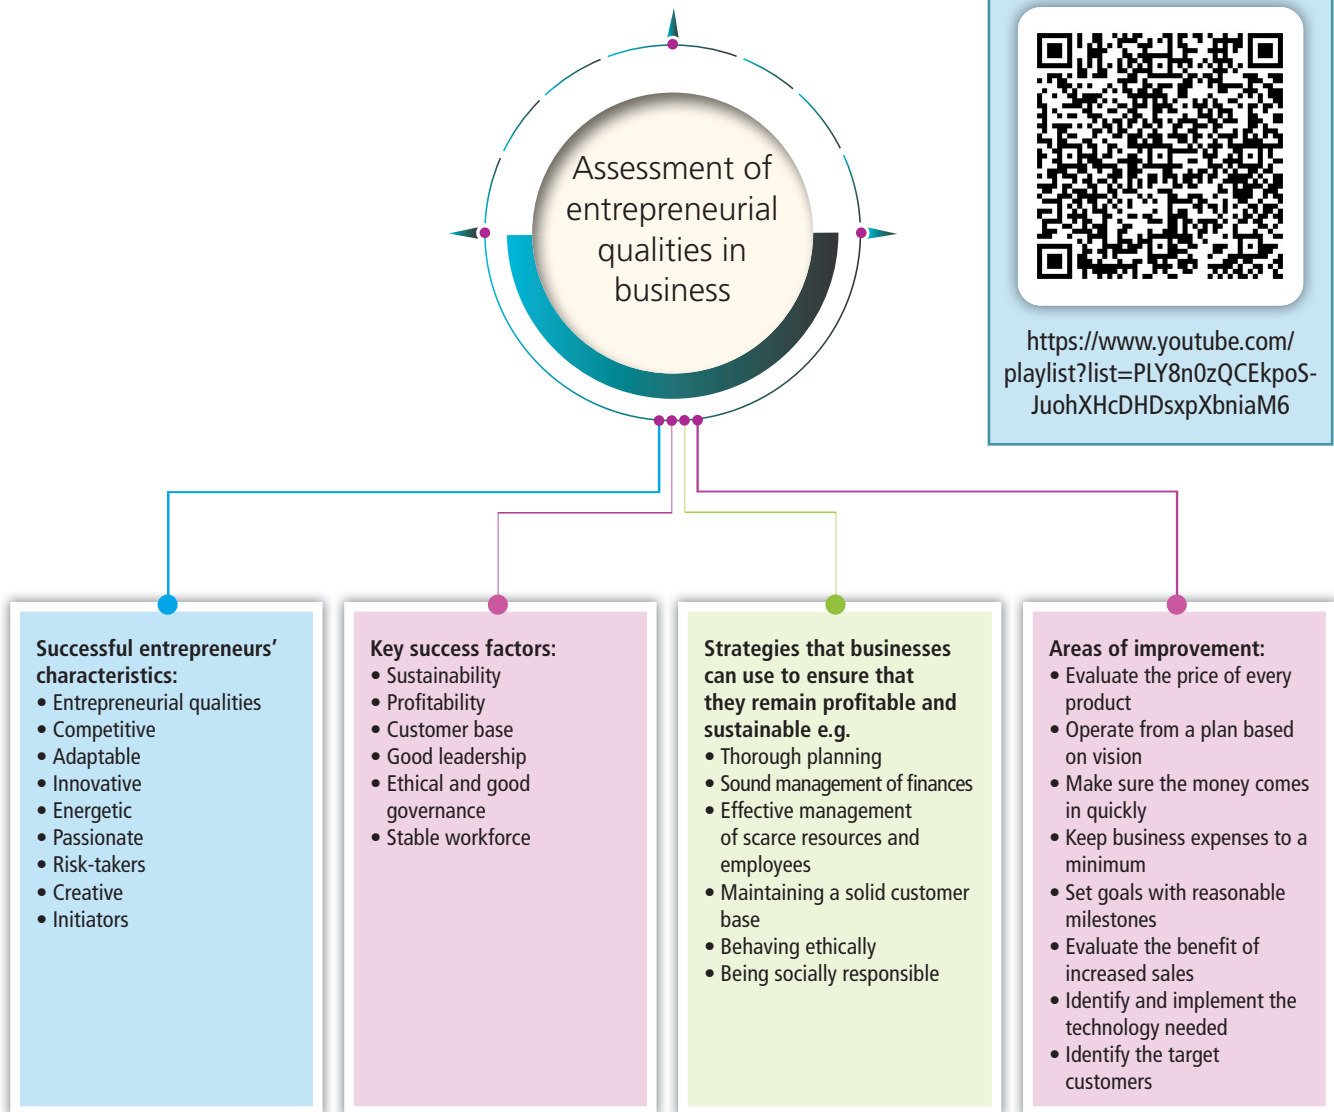 Assessment of
entrepreneurial
qualities in
business
https://www.youtube.com/
playlist?list=PLY8n0zQCEkpoS-
JuohXHcDHDsxpXbniaM6
Successful entrepreneurs’
characteristics:
• Entrepreneurial qualities
• Competitive
• Adaptable
• Innovative
• Energetic
• Passionate
• Risk-takers
• Creative
• Initiators
Key success factors:
• Sustainability
• Profitability
• Customer base
• Good leadership
• Ethical and good
governance
• Stable workforce
Strategies that businesses
can use to ensure that
they remain profitable and
sustainable e.g.
• Thorough planning
• Sound management of finances
• Effective management
of scarce resources and
employees
• Maintaining a solid customer
base
• Behaving ethically
• Being socially responsible
Areas of improvement:
• Evaluate the price of every
product
• Operate from a plan based
on vision
• Make sure the money comes
in quickly
• Keep business expenses to a
minimum
• Set goals with reasonable
milestones
• Evaluate the benefit of
increased sales
• Identify and implement the
technology needed
• Identify the target
customers